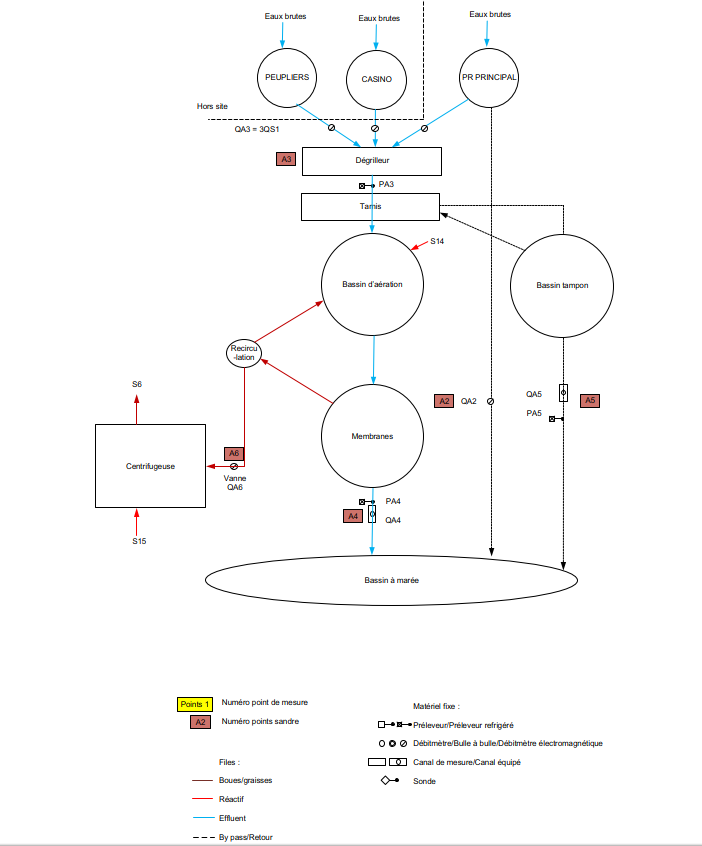 Eaux brutes
Eaux brutes
Eaux brutes
PEUPLIERS
CASINO
PR PRINCIPAL
Hors site
QA3 = 3QS1
A3
Dégrilleur
PA3
Tamis
S14
Bassin d'aération
Bassin tampon
Recircu
-lation
S6
A2
QA2
QA5
A5
PA5
Membranes
A6
Centrifugeuse
Vanne
QA6
PA4
A4
QA4
S15
Bassin à marée
Points 1
Numéro point de mesure
A2
Numéro points sandre
Files :
Boues/graisses
Réactif
Effluent
By pass/Retour
Matériel fixe :
Préleveur/Préleveur refrigéré
Débitmètre/Bulle à bulle/Débitmètre électromagnétique
Canal de mesure/Canal équipé
Sonde